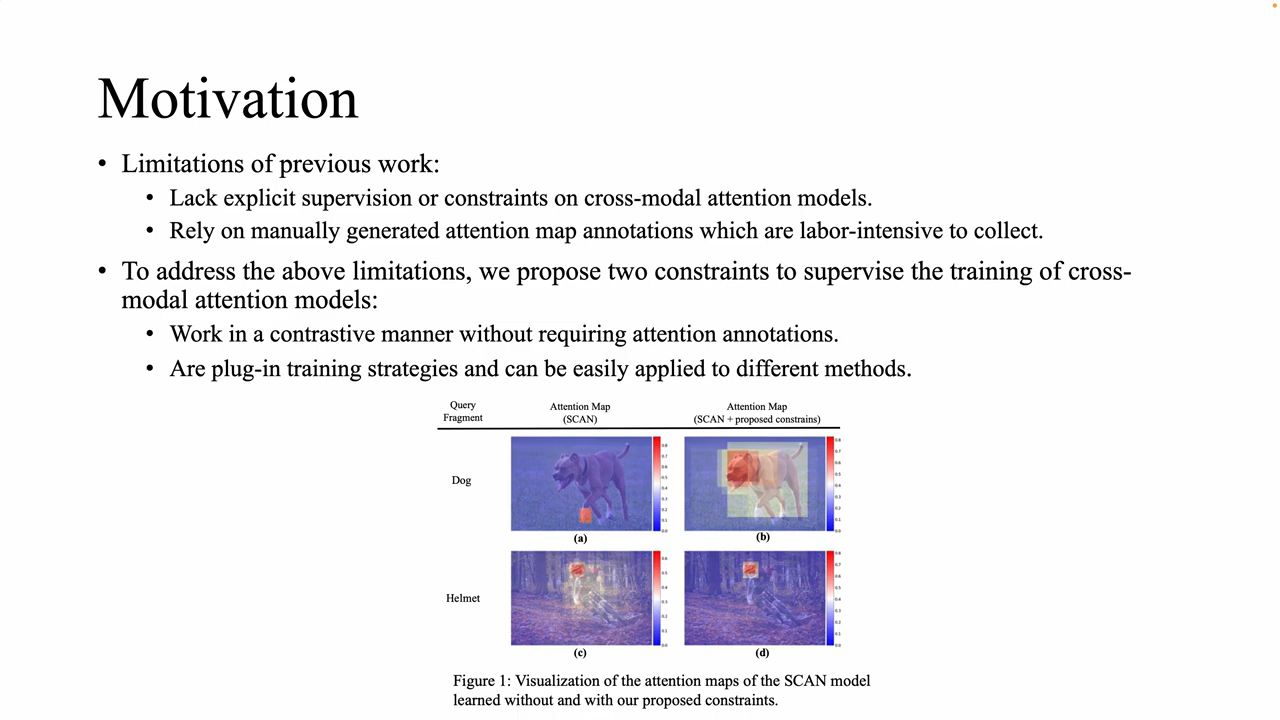 Motivation
• Limitations of previous work:
• Lack explicit supervision or constraints on cross-modal attention models.
• Rely on manually generated attention map annotations which are labor-intensive to collect.
• To address the above limitations, we propose two constraints to supervise the training of cross-
modal attention models:
• Work in a contrastive manner without requiring attention annotations.
• Are plug-in training strategies and can be easily applied to different methods.
Query
Fragment
Attention Map
(SCAN)
Attention Map
(SCAN + proposed constrains)
Dog
(a)
(b)
Helmet
(c)
(d)
Figure 1: Visualization of the attention maps of the SCAN model
learned without and with our proposed constraints.